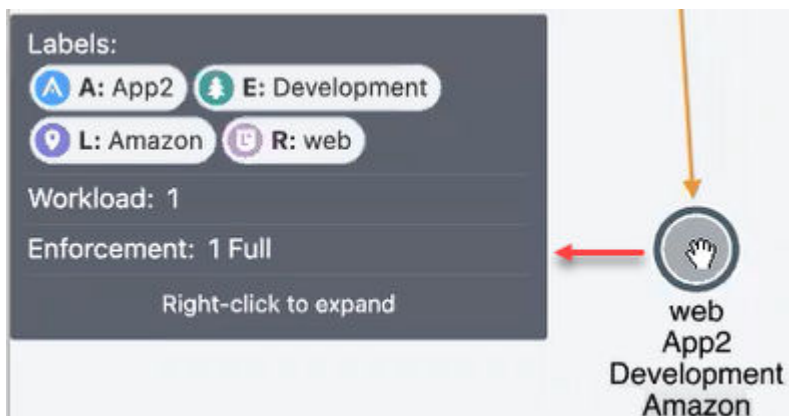 Labels:
A: App2 E: Development
L: Amazon R: web
Workload: 1
Enforcement: 1 Full
Right-click to expand
web
App2
Development
Amazon